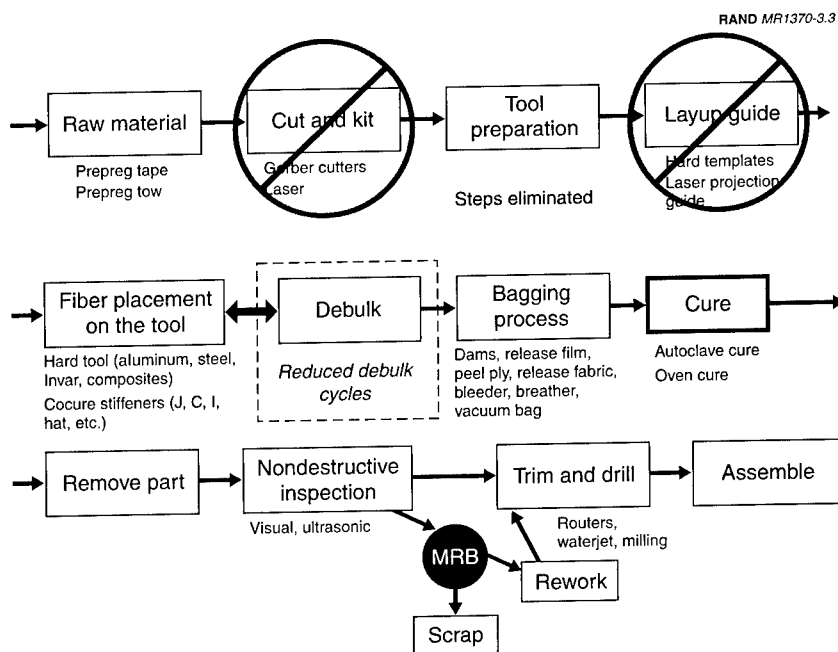 RAND MR1370-3.3
Raw material
Cut and kit
Tool
preparation
Layup guide
Prepreg tape
Prepreg tow
Gerber cutters
Laser
Steps eliminated
Hard templates
Laser projection
guide
Fiber placement
on the tool
Debulk
Bagging
process
Cure
Hard tool (aluminum, steel,
Invar, composites)
Cocure stiffeners (J, C, I,
hat, etc.)
Reduced debulk
cycles
Dams, release film,
peel ply, release fabric,
bleeder, breather,
vacuum bag
Autoclave cure
Oven cure
Remove part
Nondestructive
inspection
Trim and drill
Assemble
Visual, ultrasonic
Routers,
waterjet, milling
MRB
Rework
Scrap